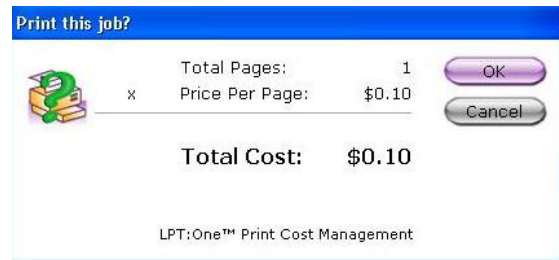 Print this job?
Total Pages: 1 OK
x Price Per Page: $0.10
Cancel
Total Cost: $0.10
LPT:One™ Print Cost Management